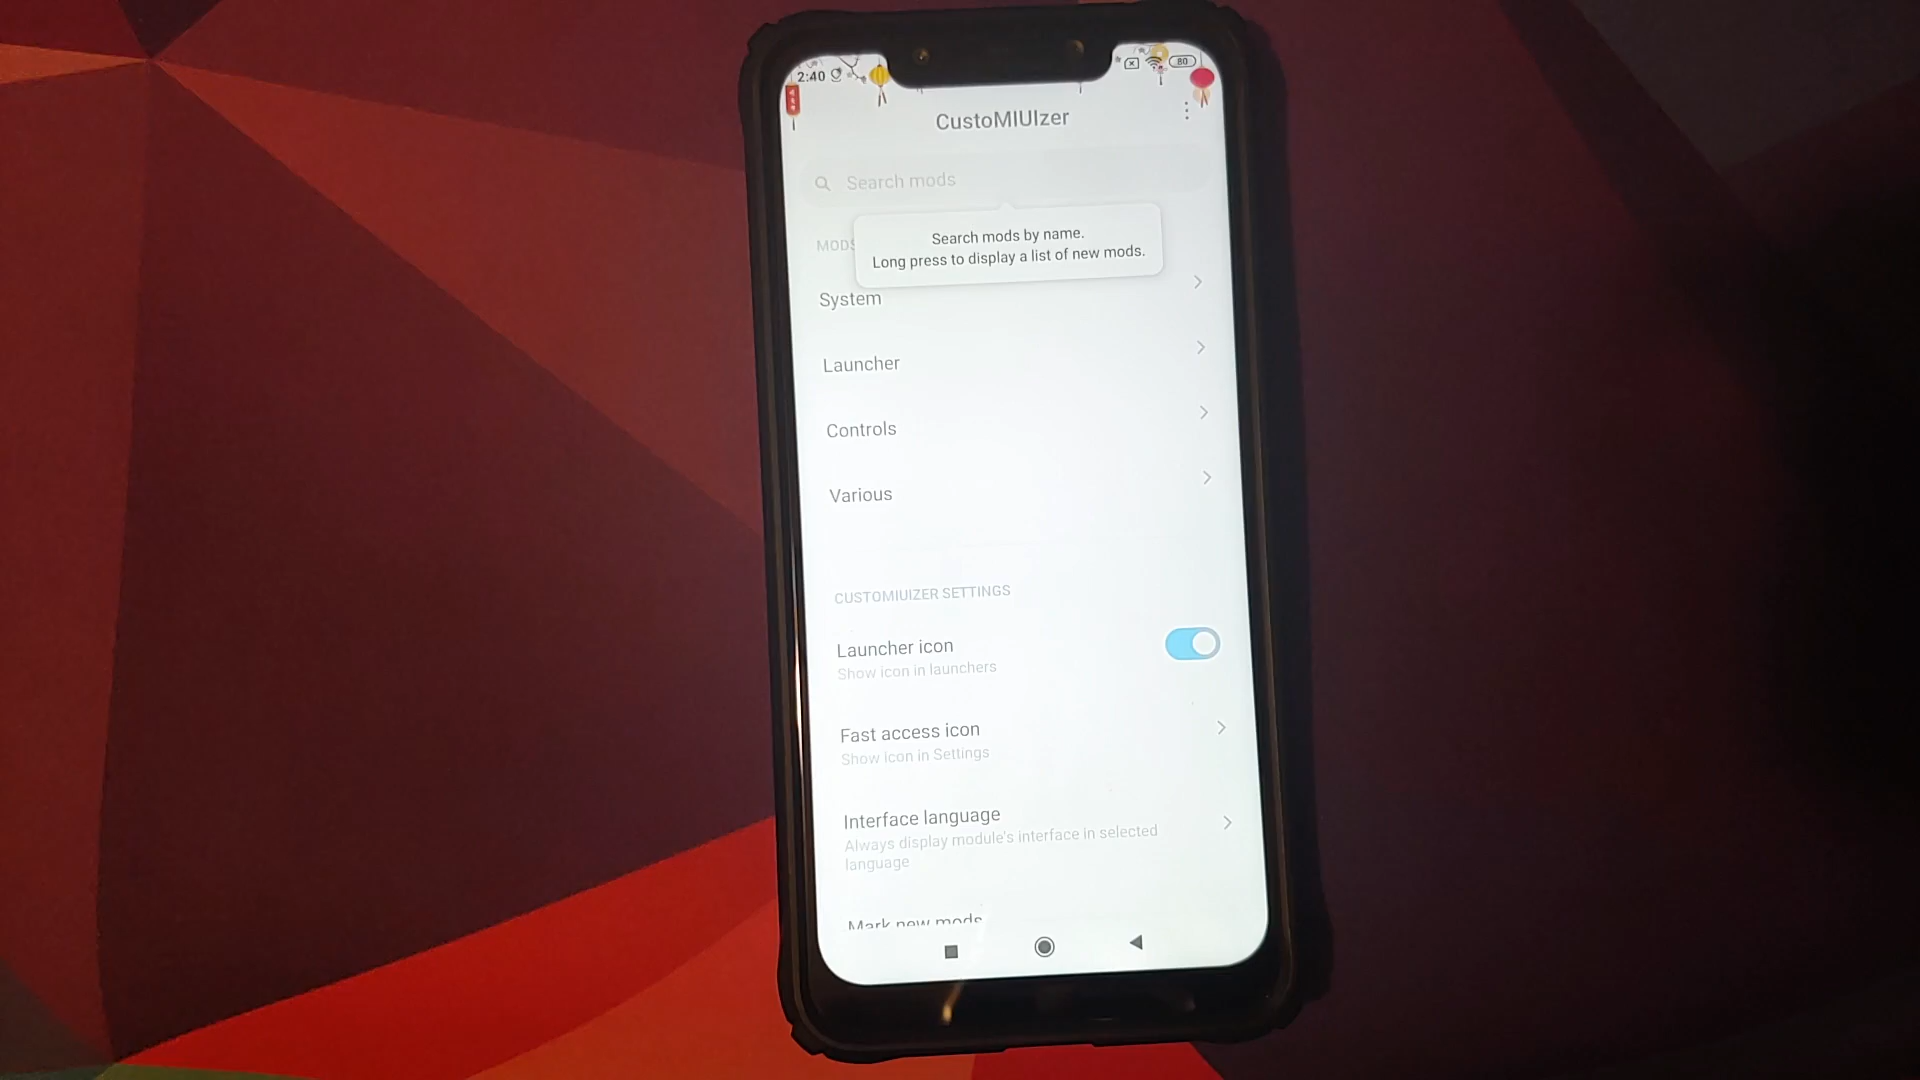 2:40
80
CustoMIUIzer
Search mods
Search mods by name.
Long press to display a list of new mods.
MODS
System
Launcher
Controls
Various
CUSTOMIUIZER SETTINGS
Launcher icon
Show icon in launchers
Fast access icon
Show icon in Settings
Interface language
Always display module's interface in selected
language
Mark new mods